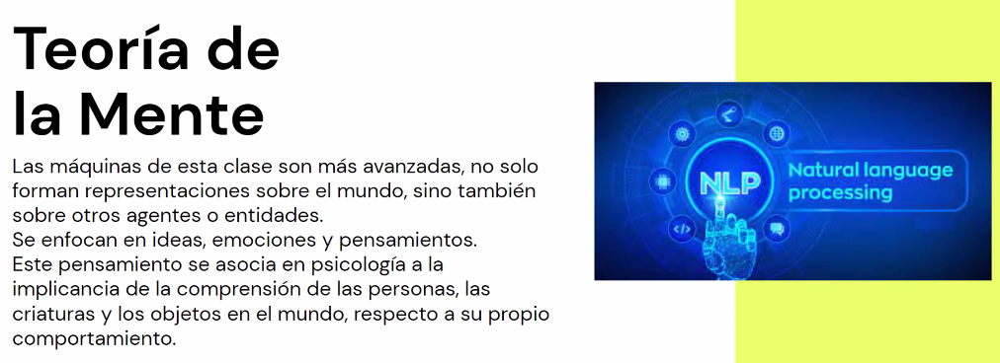 Teoría de
la Mente
Las máquinas de esta clase son más avanzadas, no solo
forman representaciones sobre el mundo, sino también
sobre otros agentes o entidades.
Se enfocan en ideas, emociones y pensamientos.
Este pensamiento se asocia en psicología a la
implicancia de la comprensión de las personas, las
criaturas y los objetos en el mundo, respecto a su propio
comportamiento.
NLP
Natural language
processing